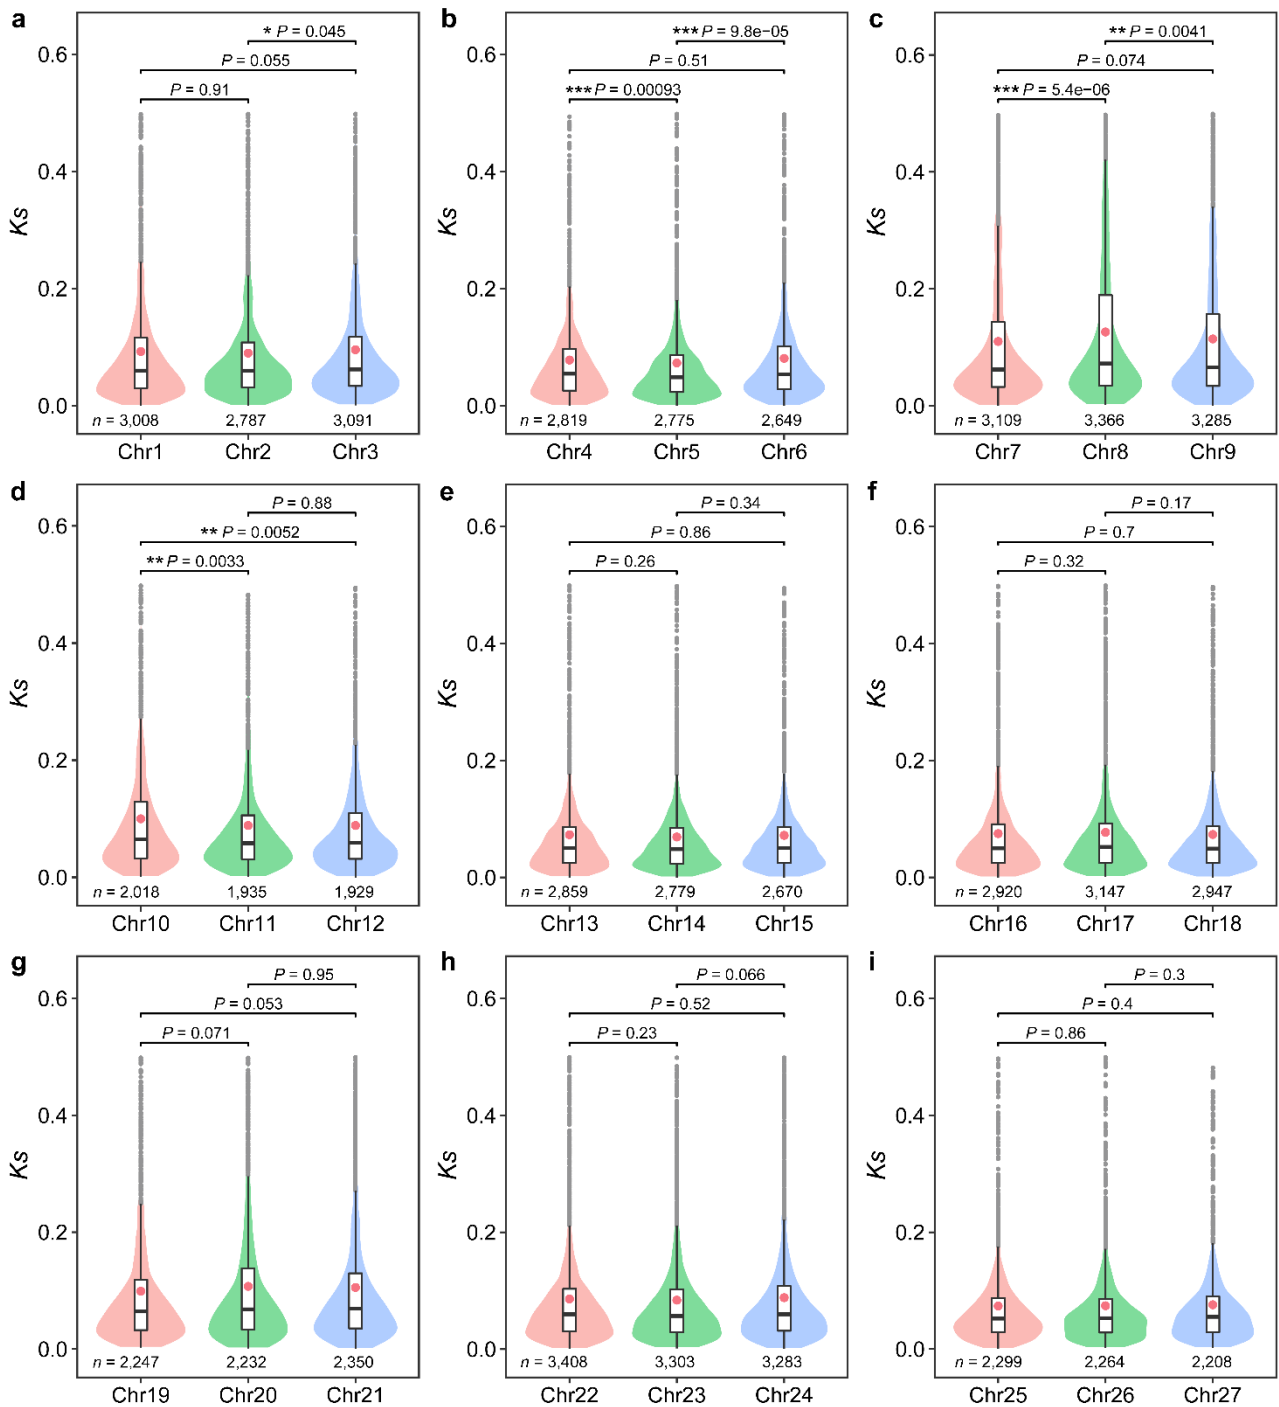 a
* P = 0.045
P = 0.055
P = 0.91
0.6
0.4
0.2
0.0
Ks
n = 3,008 2,787 3,091
Chr1 Chr2 Chr3
b
*** P = 9.8e−05
P = 0.51
*** P = 0.00093
0.6
0.4
0.2
0.0
Ks
n = 2,819 2,775 2,649
Chr4 Chr5 Chr6
c
** P = 0.0041
P = 0.074
*** P = 5.4e−06
0.6
0.4
0.2
0.0
Ks
n = 3,109 3,366 3,285
Chr7 Chr8 Chr9
d
P = 0.88
** P = 0.0052
** P = 0.0033
0.6
0.4
0.2
0.0
Ks
n = 2,018 1,935 1,929
Chr10 Chr11 Chr12
e
P = 0.34
P = 0.86
P = 0.26
0.6
0.4
0.2
0.0
Ks
n = 2,859 2,779 2,670
Chr13 Chr14 Chr15
f
P = 0.17
P = 0.7
P = 0.32
0.6
0.4
0.2
0.0
Ks
n = 2,920 3,147 2,947
Chr16 Chr17 Chr18
g
P = 0.95
P = 0.053
P = 0.071
0.6
0.4
0.2
0.0
Ks
n = 2,247 2,232 2,350
Chr19 Chr20 Chr21
h
P = 0.066
P = 0.52
P = 0.23
0.6
0.4
0.2
0.0
Ks
n = 3,408 3,303 3,283
Chr22 Chr23 Chr24
i
P = 0.3
P = 0.4
P = 0.86
0.6
0.4
0.2
0.0
Ks
n = 2,299 2,264 2,208
Chr25 Chr26 Chr27